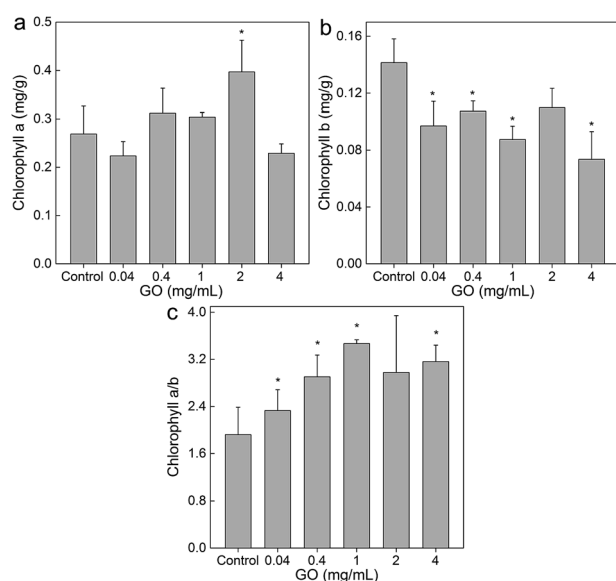 a
0.5
0.4
0.3
0.2
0.1
0.0
Chlorophyll a (mg/g)
*
Control 0.04 0.4 1 2 4
GO (mg/mL)
b
0.16
0.12
0.08
0.04
0.00
Chlorophyll b (mg/g)
* * * *
Control 0.04 0.4 1 2 4
GO (mg/mL)
c
4.0
3.2
2.4
1.6
0.8
0.0
Chlorophyll a/b
* * * *
Control 0.04 0.4 1 2 4
GO (mg/mL)